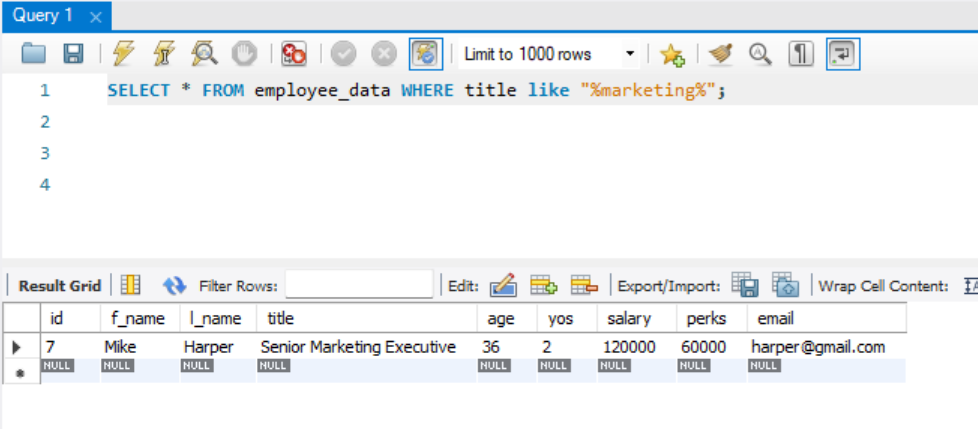 Query 1
Limit to 1000 rows
1 SELECT * FROM employee_data WHERE title like "%marketing%";
2
3
4
Result Grid Filter Rows: Edit: Export/Import: Wrap Cell Content:
id f_name l_name title age yos salary perks email
7 Mike Harper Senior Marketing Executive 36 2 120000 60000 harper@gmail.com
NULL NULL NULL NULL NULL NULL NULL NULL NULL